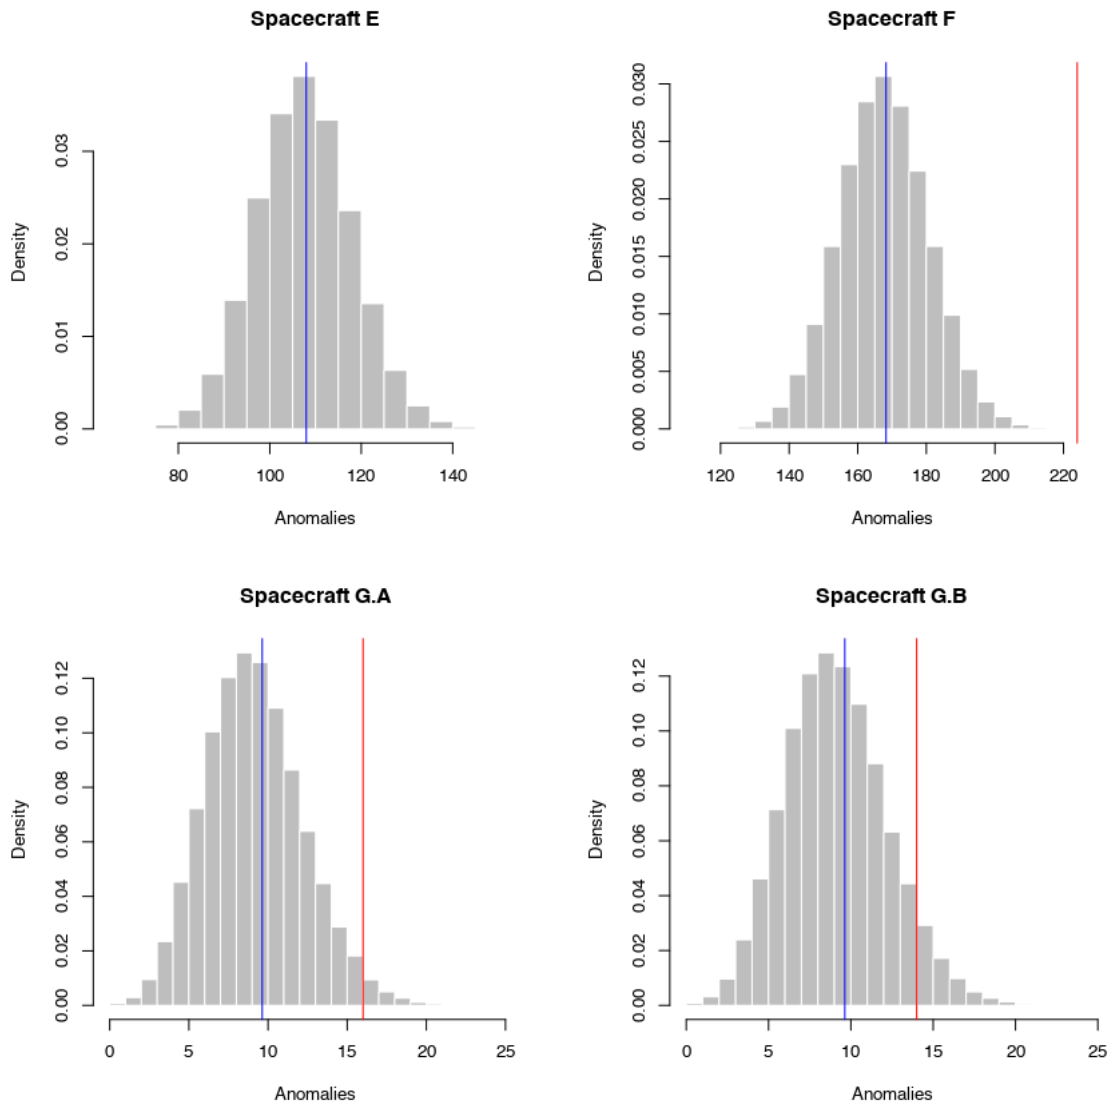 Spacecraft E
Density
0.00 0.01 0.02 0.03
80 100 120 140
Anomalies
Spacecraft F
Density
0.000 0.005 0.010 0.015 0.020 0.025 0.030
120 140 160 180 200 220
Anomalies
Spacecraft G.A
Density
0.00 0.02 0.04 0.06 0.08 0.10 0.12
0 5 10 15 20 25
Anomalies
Spacecraft G.B
Density
0.00 0.02 0.04 0.06 0.08 0.10 0.12
0 5 10 15 20 25
Anomalies